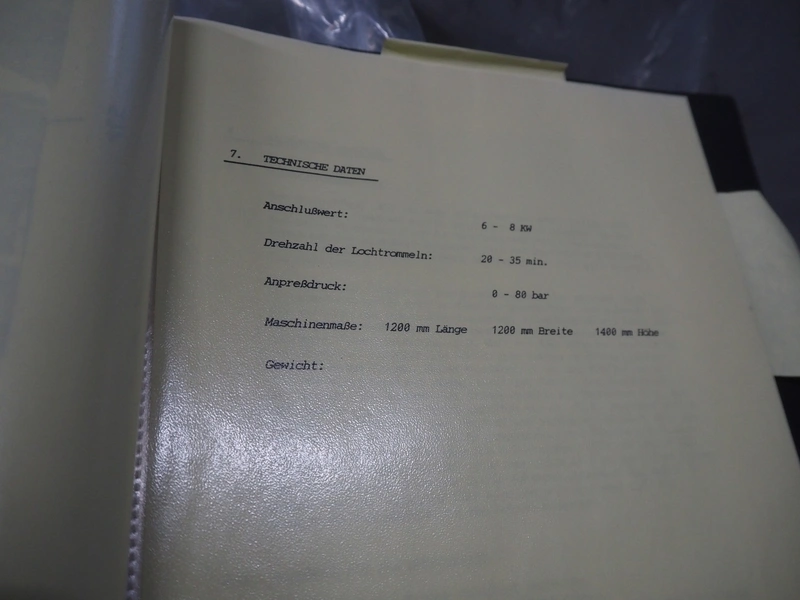 7. TECHNISCHE DATEN
Anschlußwert: 6 - 8 KW
Drehzahl der Lochtrommeln: 20 - 35 min.
Anpreßdruck: 0 - 80 bar
Maschinenmaße: 1200 mm Länge 1200 mm Breite 1400 mm Höhe
Gewicht: